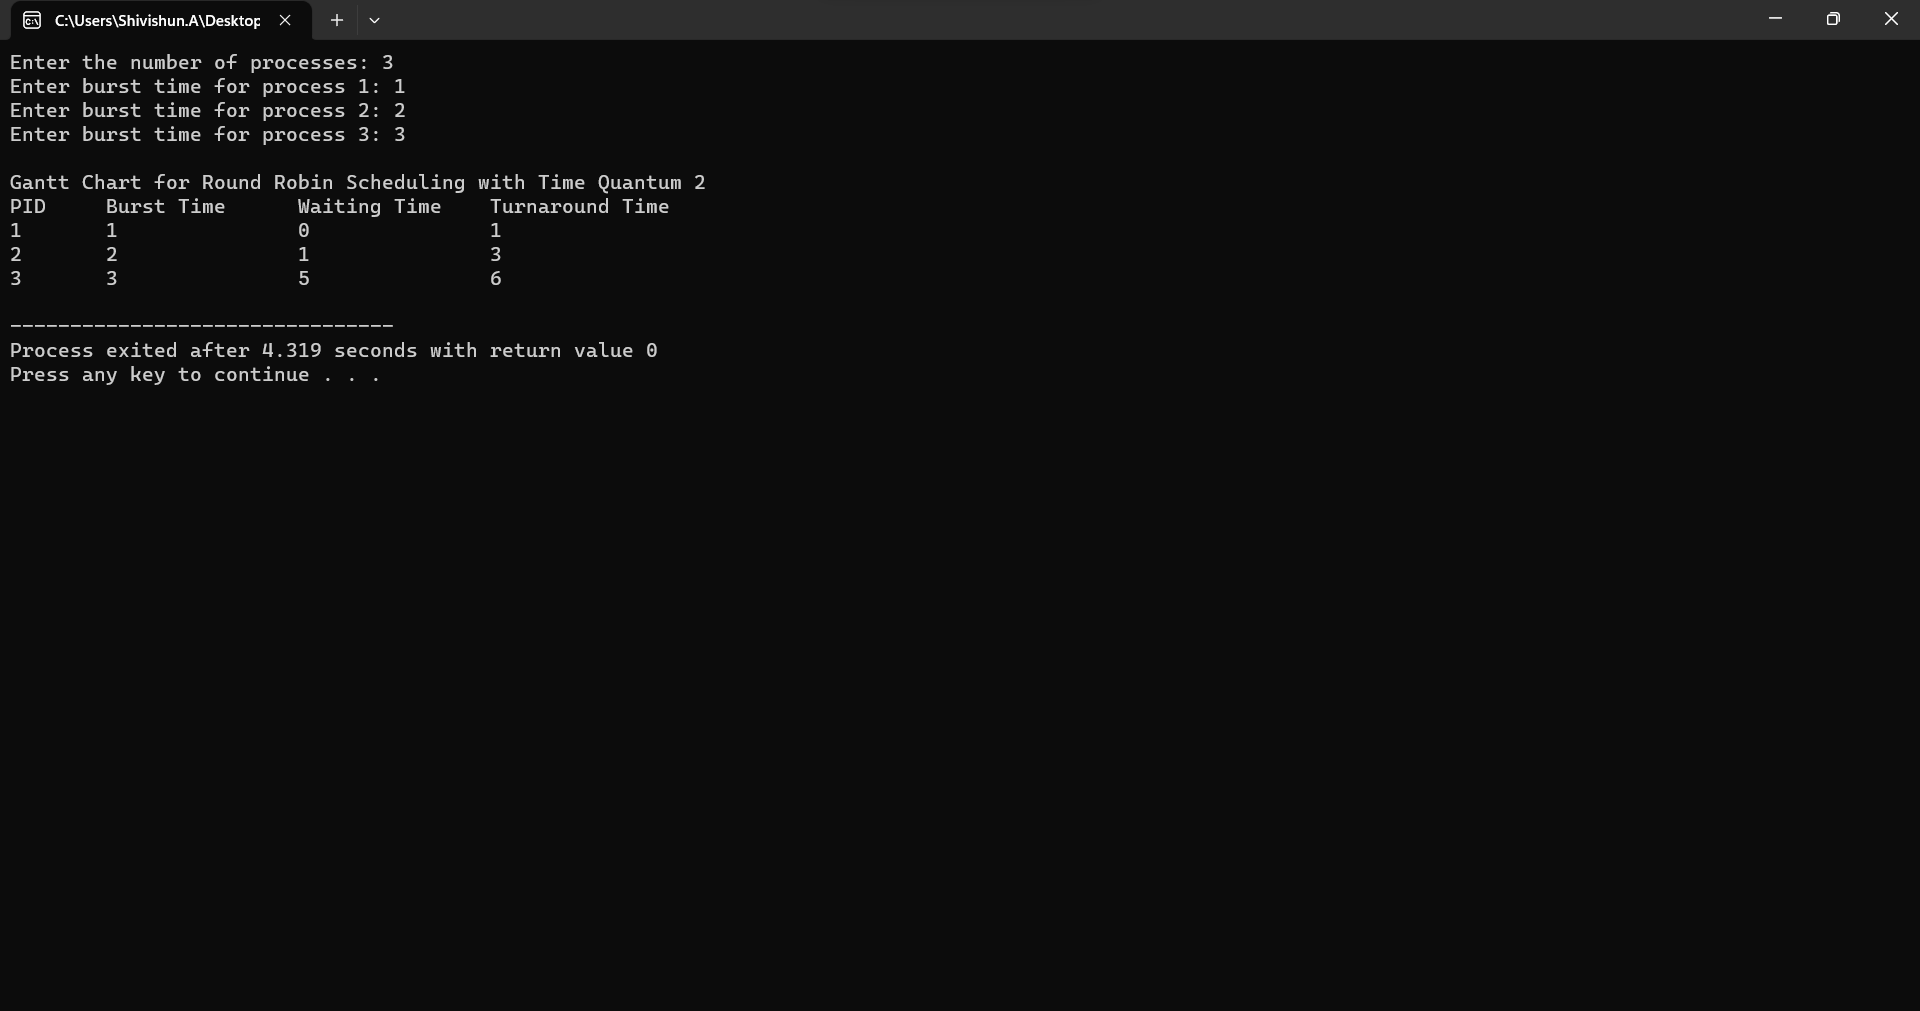 C:\Users\Shivishun.A\Desktop
Enter the number of processes: 3
Enter burst time for process 1: 1
Enter burst time for process 2: 2
Enter burst time for process 3: 3
Gantt Chart for Round Robin Scheduling with Time Quantum 2
PID     Burst Time      Waiting Time    Turnaround Time
1       1               0               1
2       2               1               3
3       3               5               6
--------------------------------
Process exited after 4.319 seconds with return value 0
Press any key to continue . . .